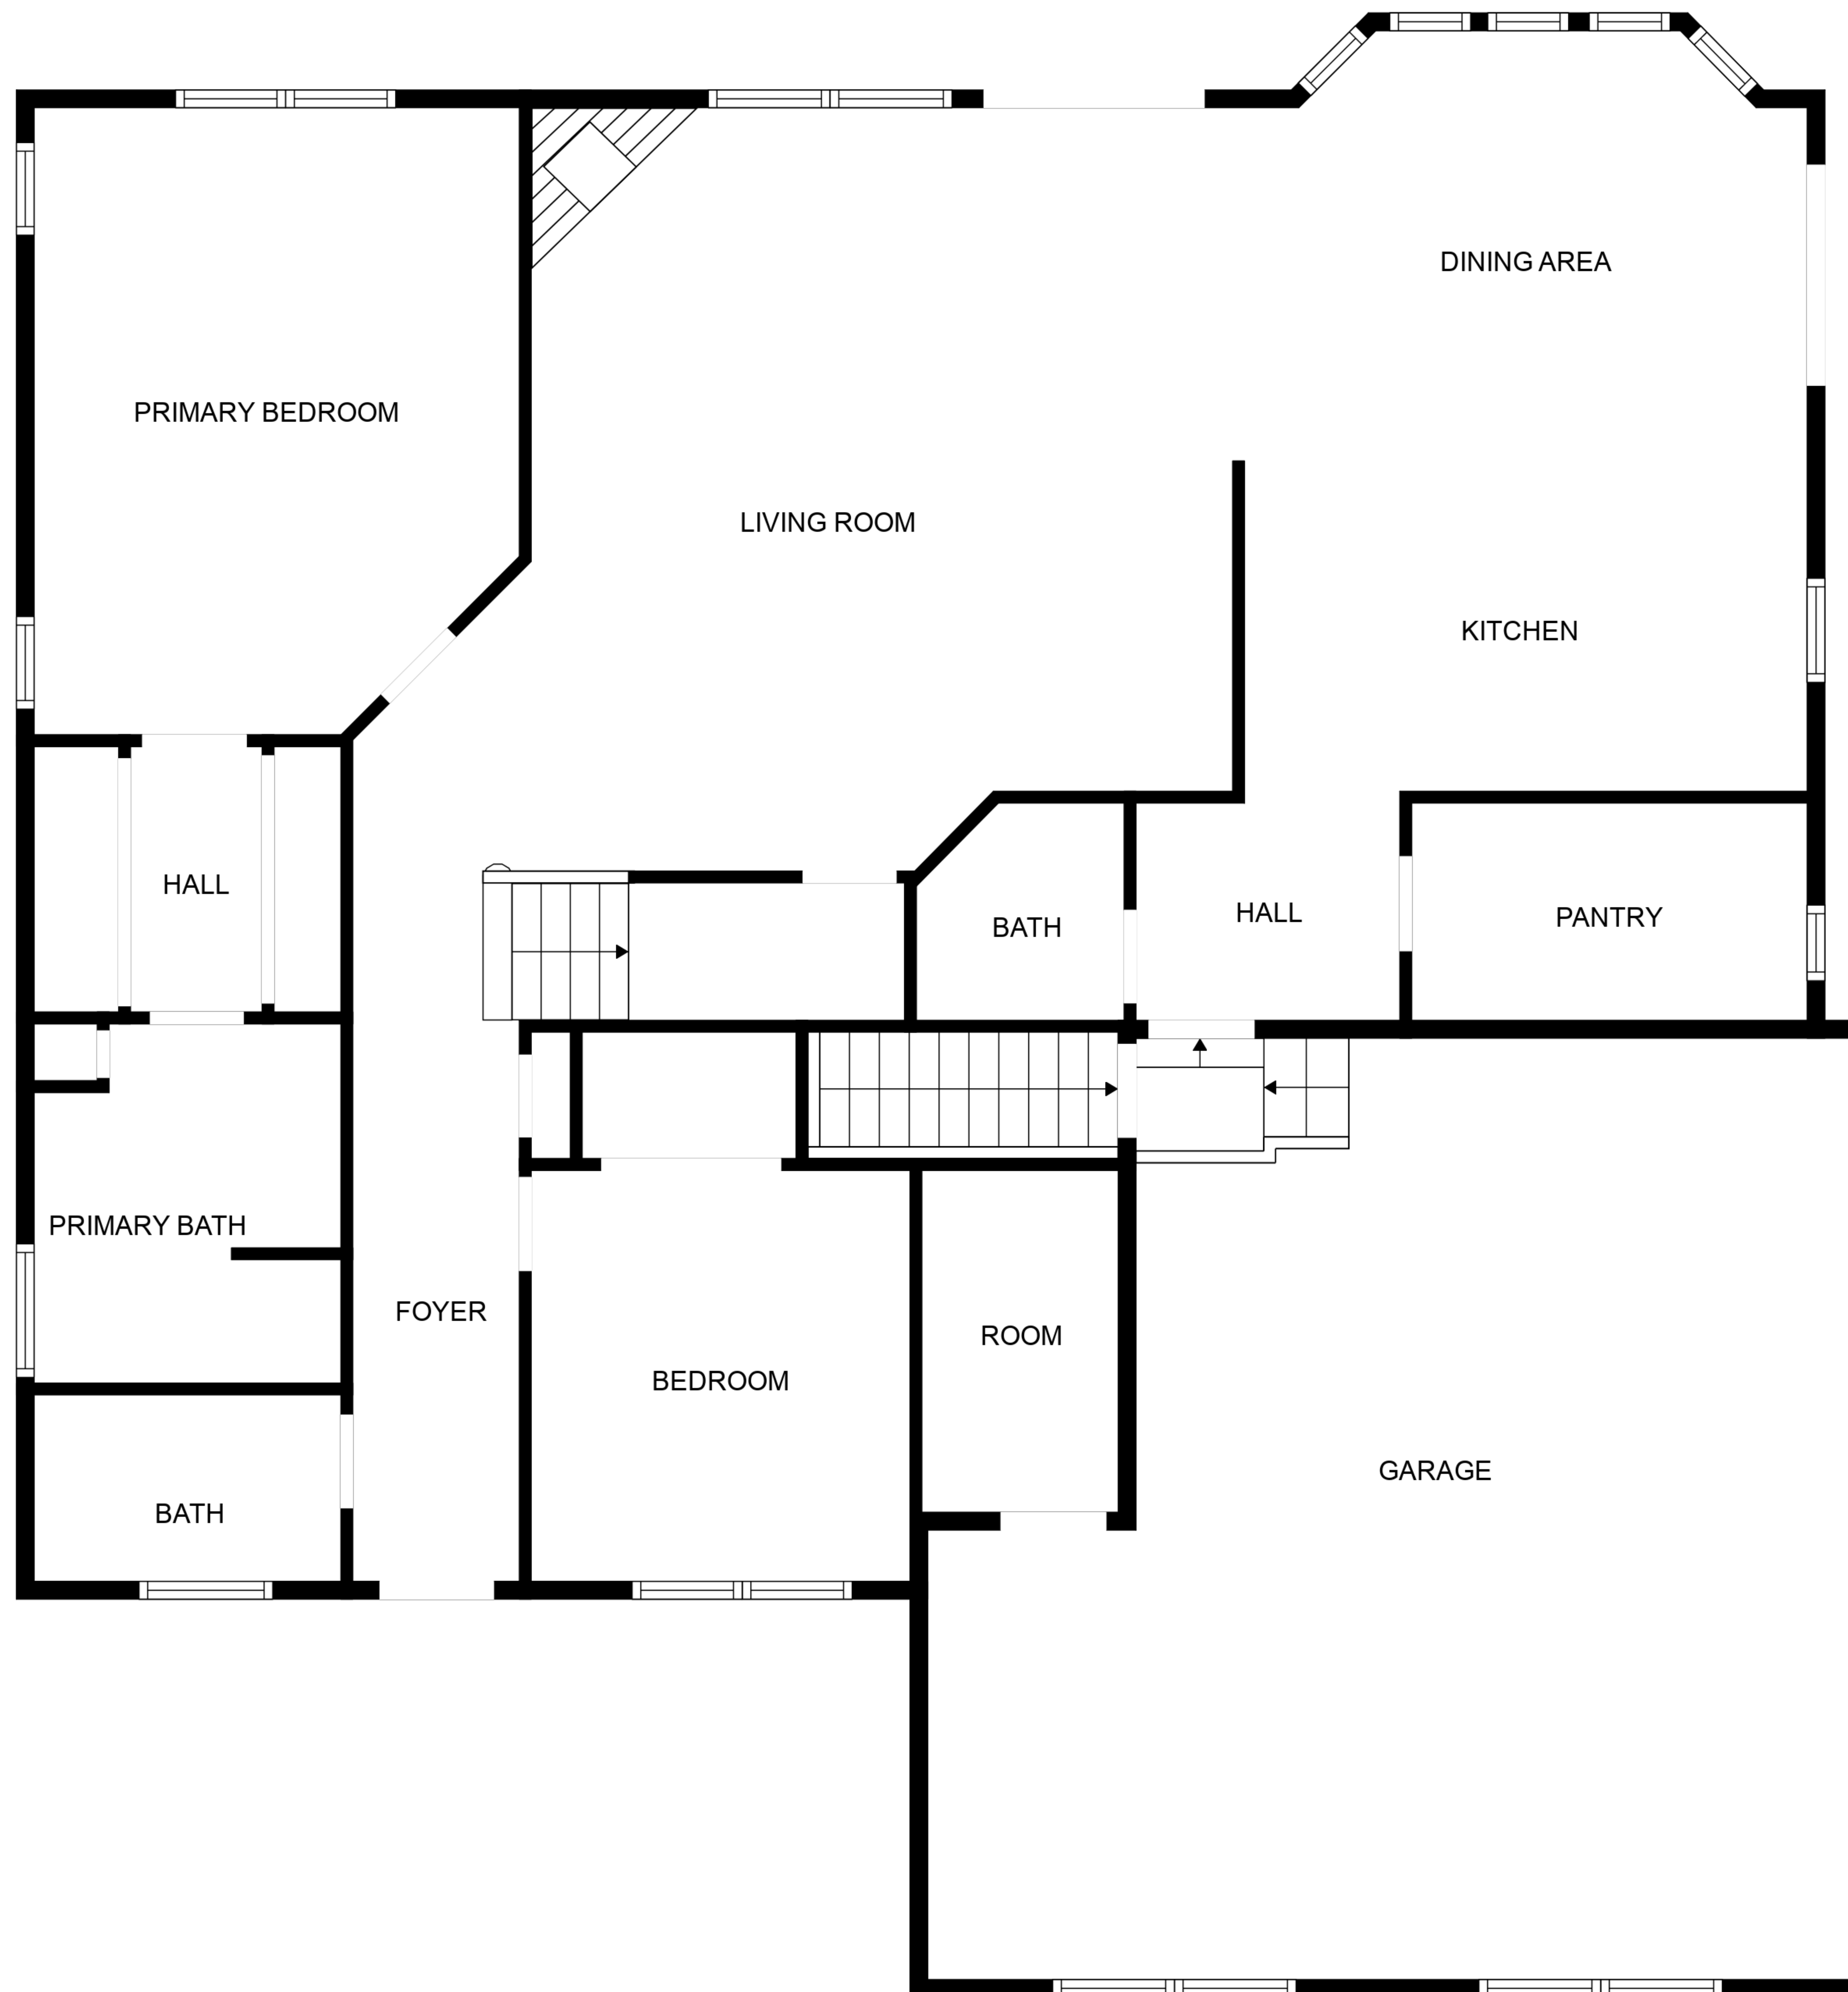 DINING AREA
PRIMARY BEDROOM
LIVING ROOM
KITCHEN
HALL
BATH
HALL
PANTRY
PRIMARY BATH
FOYER
ROOM
BEDROOM
GARAGE
BATH